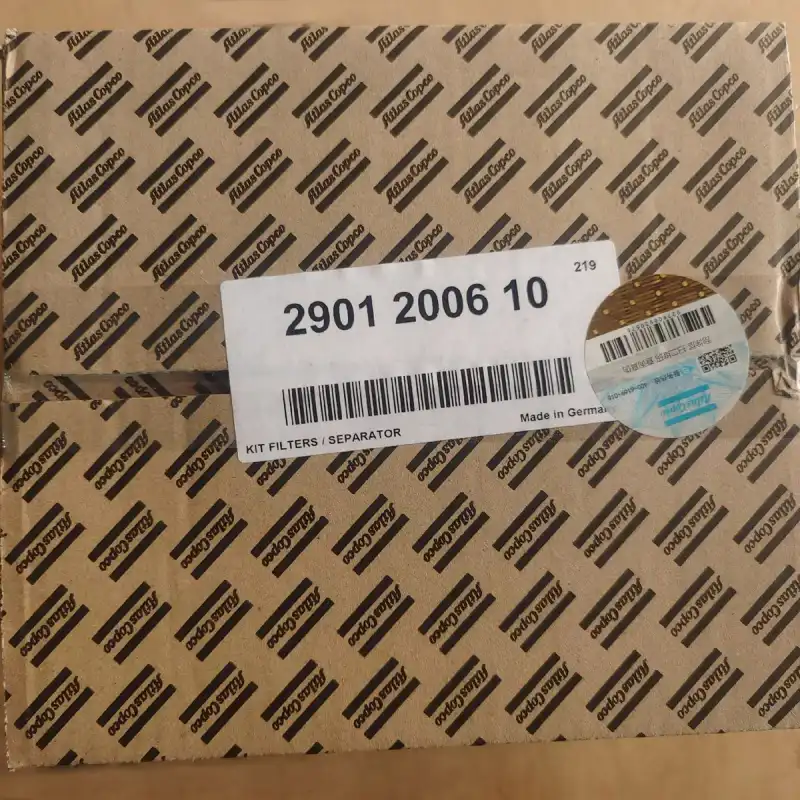 219
2901 2006 10
Made in German
KIT FILTERS / SEPARATOR
Atlas Copco